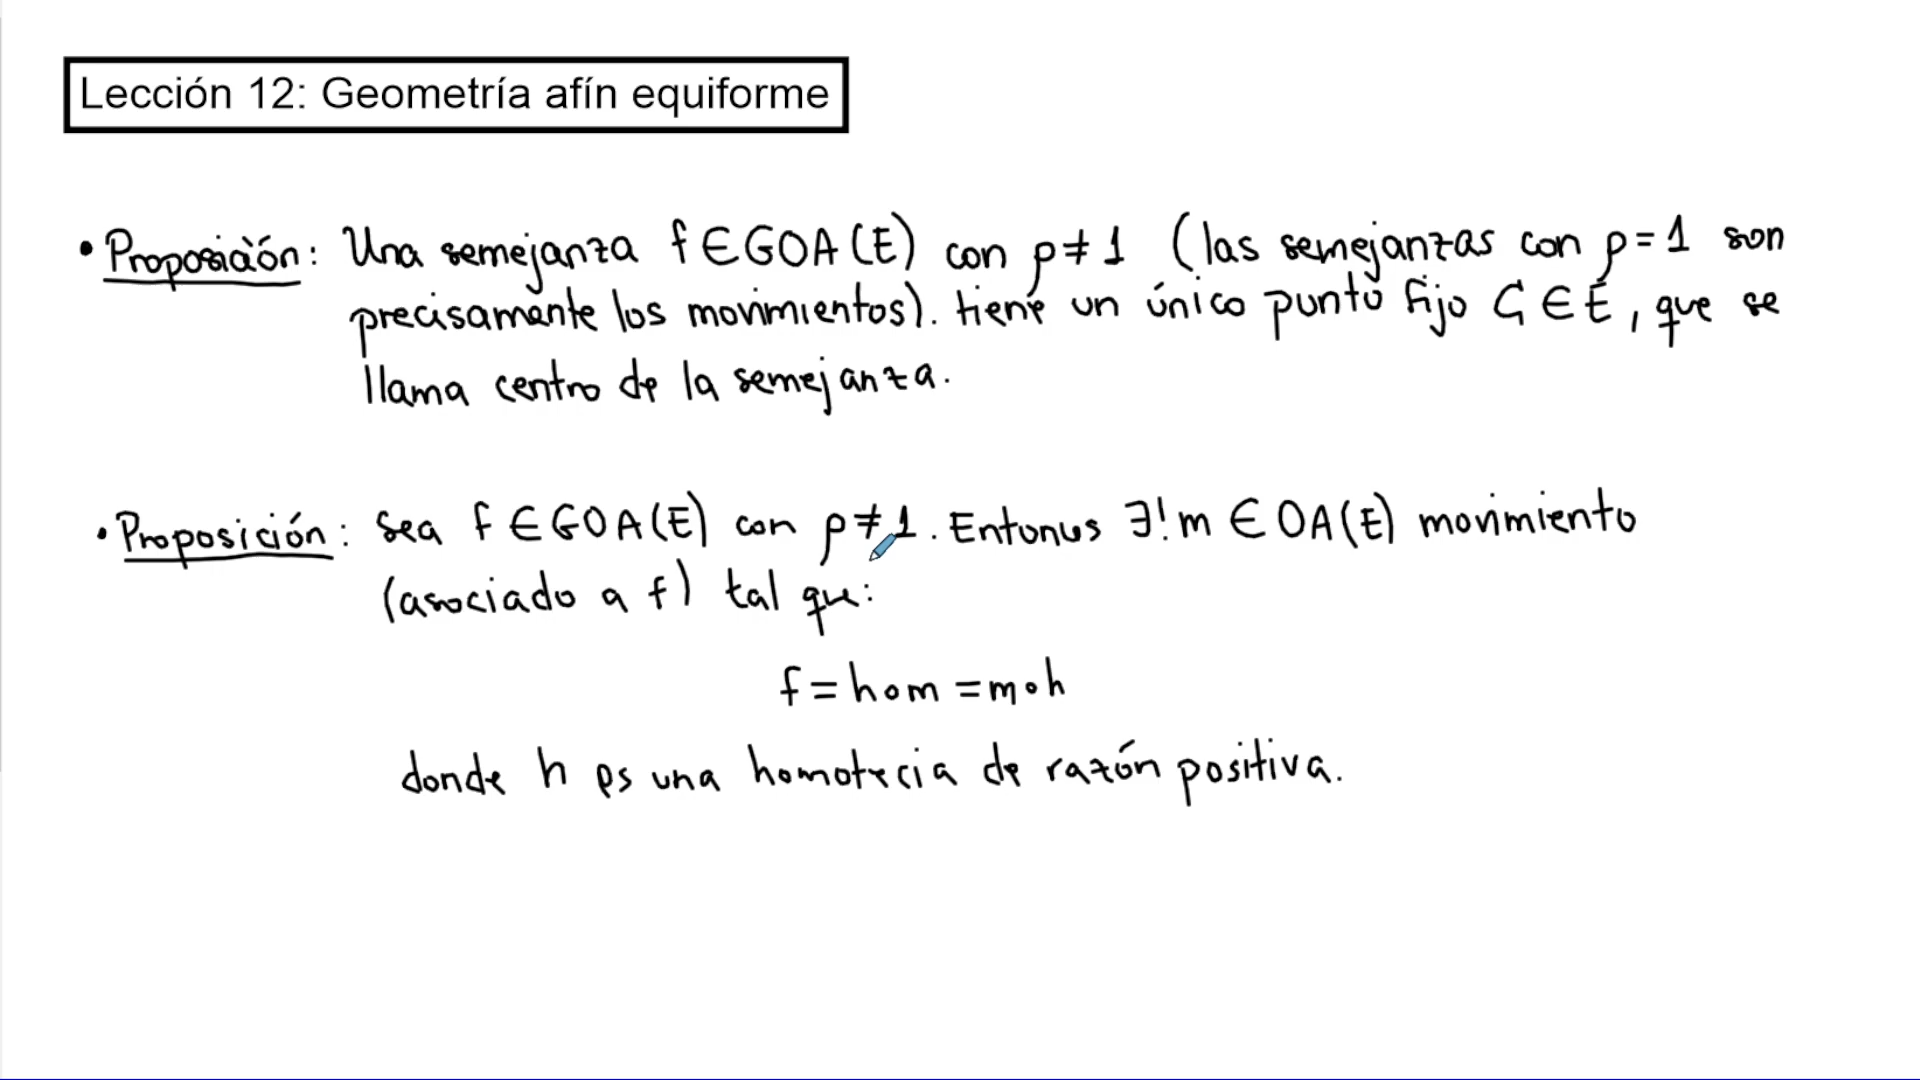 Lección 12: Geometría afín equiforme
• Proposición: Una semejanza f ∈ GOA(E) con ρ ≠ 1 (las semejanzas con ρ = 1 son
precisamente los movimientos). tiene un único punto fijo G ∈ E, que se
llama centro de la semejanza.
• Proposición: Sea f ∈ GOA(E) con ρ ≠ 1. Entonces ∃! m ∈ OA(E) movimiento
(asociado a f) tal que:
f = h∘m = m∘h
donde h es una homotecia de razón positiva.